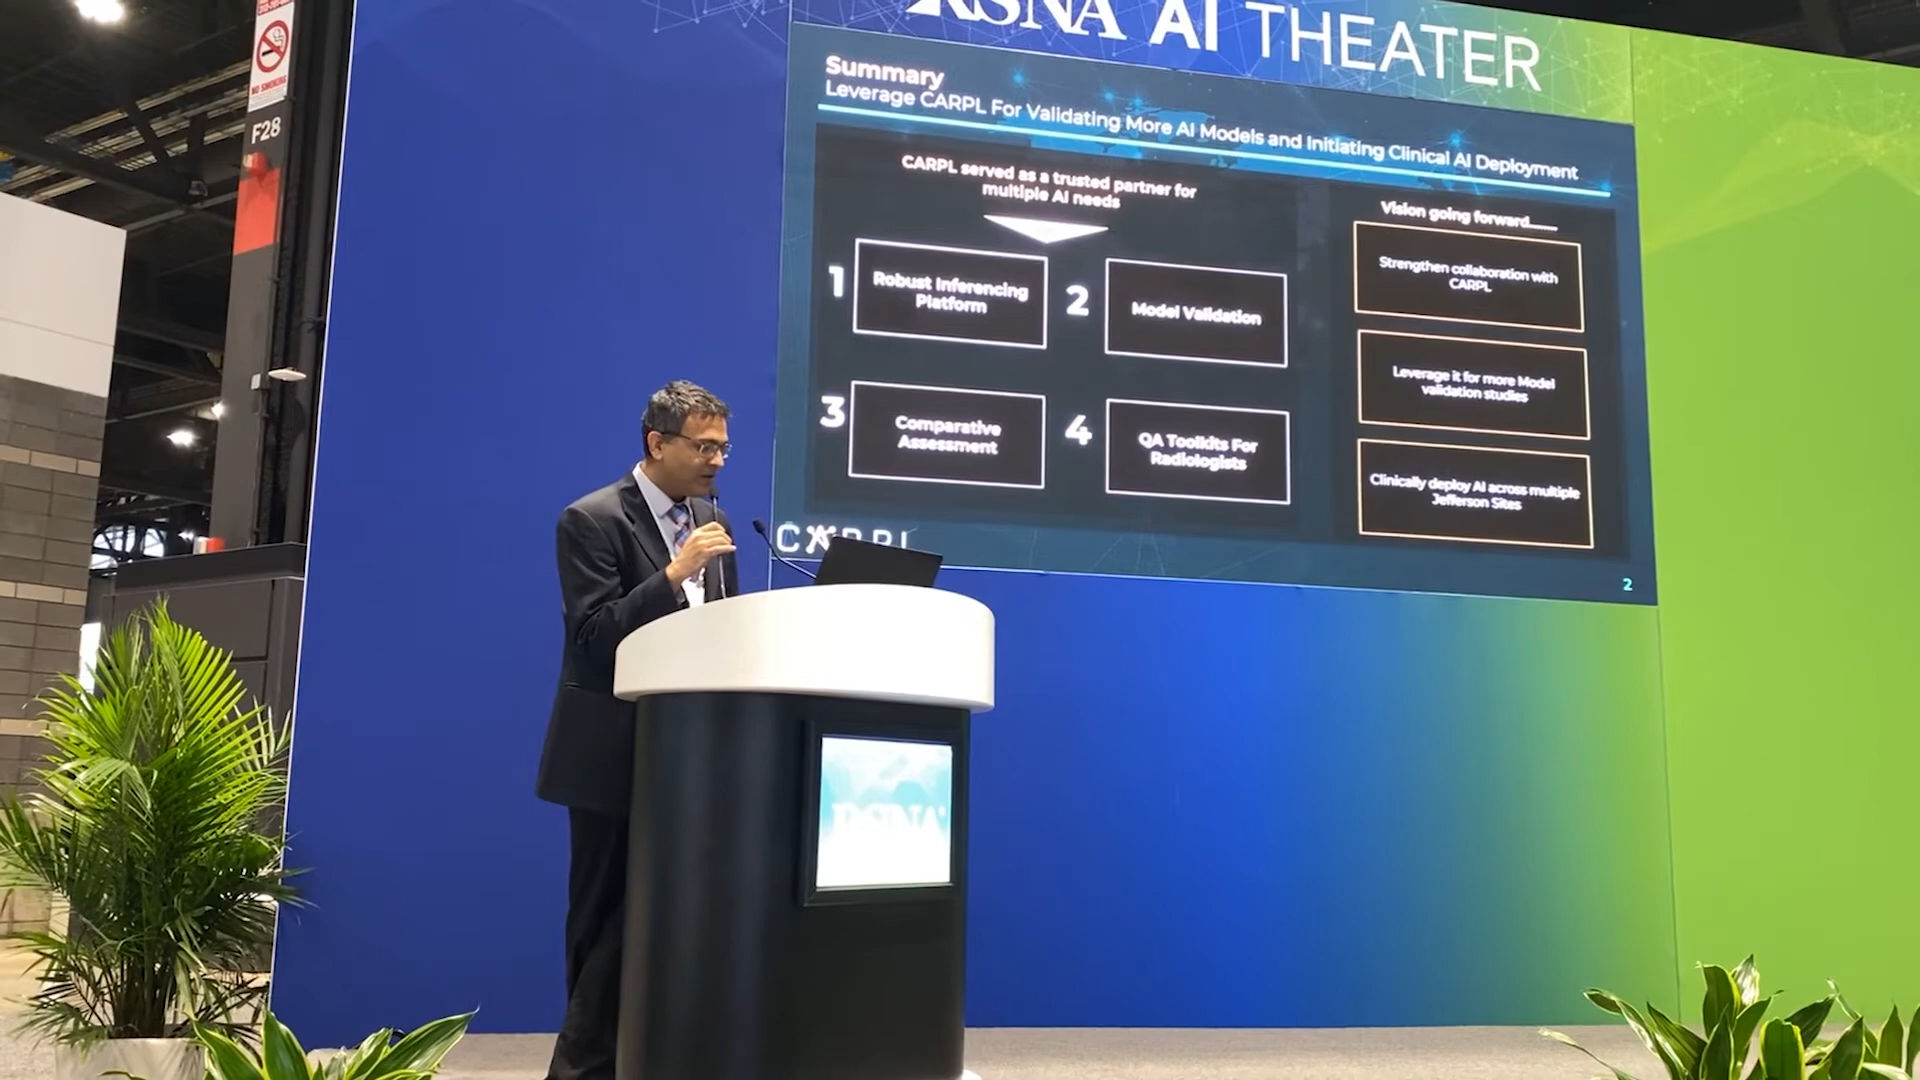 RSNA AI THEATER
NO SMOKING
F28
Summary
Leverage CARPL For Validating More AI Models and Initiating Clinical AI Deployment
CARPL served as a trusted partner for
multiple AI needs
1
Robust Inferencing
Platform
2
Model Validation
3
Comparative
Assessment
4
QA Toolkits For
Radiologists
Vision going forward........
Strengthen collaboration with
CARPL
Leverage it for more Model
validation studies
Clinically deploy AI across multiple
Jefferson Sites
CARPL
2
RSNA